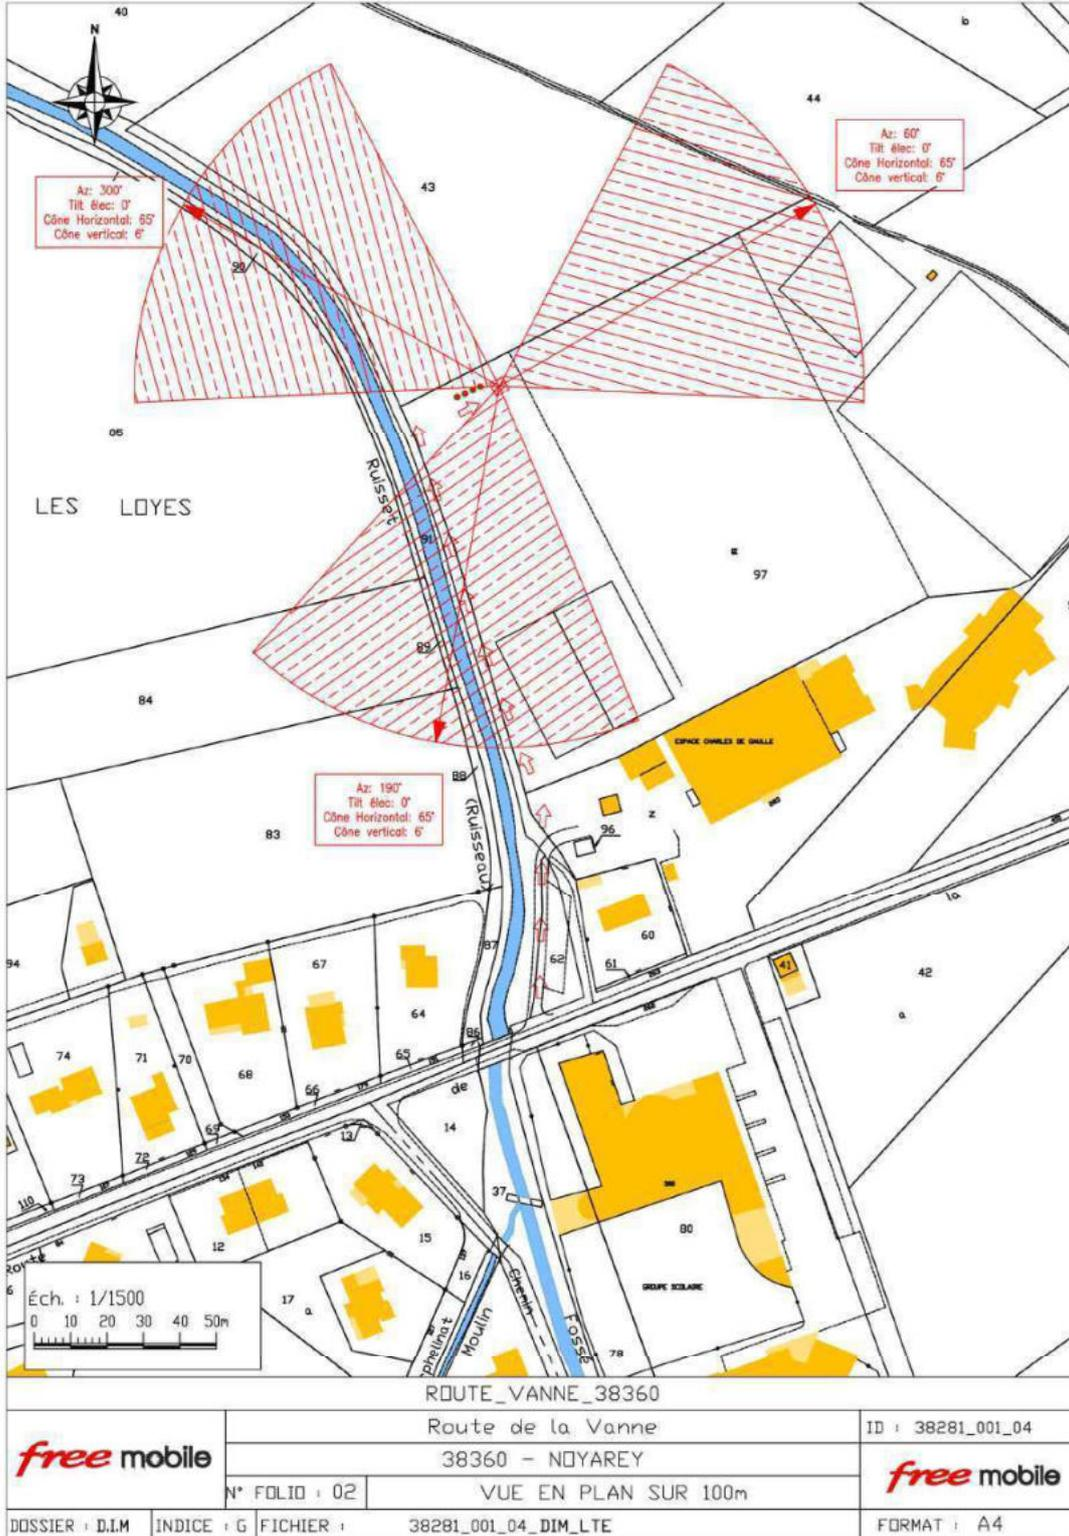 40
N
b
44
Az: 60°
Tilt élec: 0°
Cône Horizontal: 65°
Cône vertical: 6°
Az: 300°
Tilt élec: 0°
Cône Horizontal: 65°
Cône vertical: 6°
43
90
05
Ruisset
LES LOYES
91
97
89
84
ESPACE CHARLES DE GAULLE
88
Az: 190°
Tilt élec: 0°
Cône Horizontal: 65°
Cône vertical: 6°
(Ruisseau)
z
96
83
la
94
67
87
60
62
61
41
42
64
a
86
74
71
70
68
65
66
de
69
14
13
72
73
110
37
12
15
80
16
Route
17
a
Chemin
GROUPE SCOLAIRE
Moulin
Fossé
78
Éch. : 1/1500
0 10 20 30 40 50m
ROUTE_VANNE_38360
free mobile
Route de la Vanne
ID : 38281_001_04
38360 - NOYAREY
free mobile
N° FOLIO : 02
VUE EN PLAN SUR 100m
DOSSIER : D.I.M
INDICE : G
FICHIER :
38281_001_04_DIM_LTE
FORMAT : A4